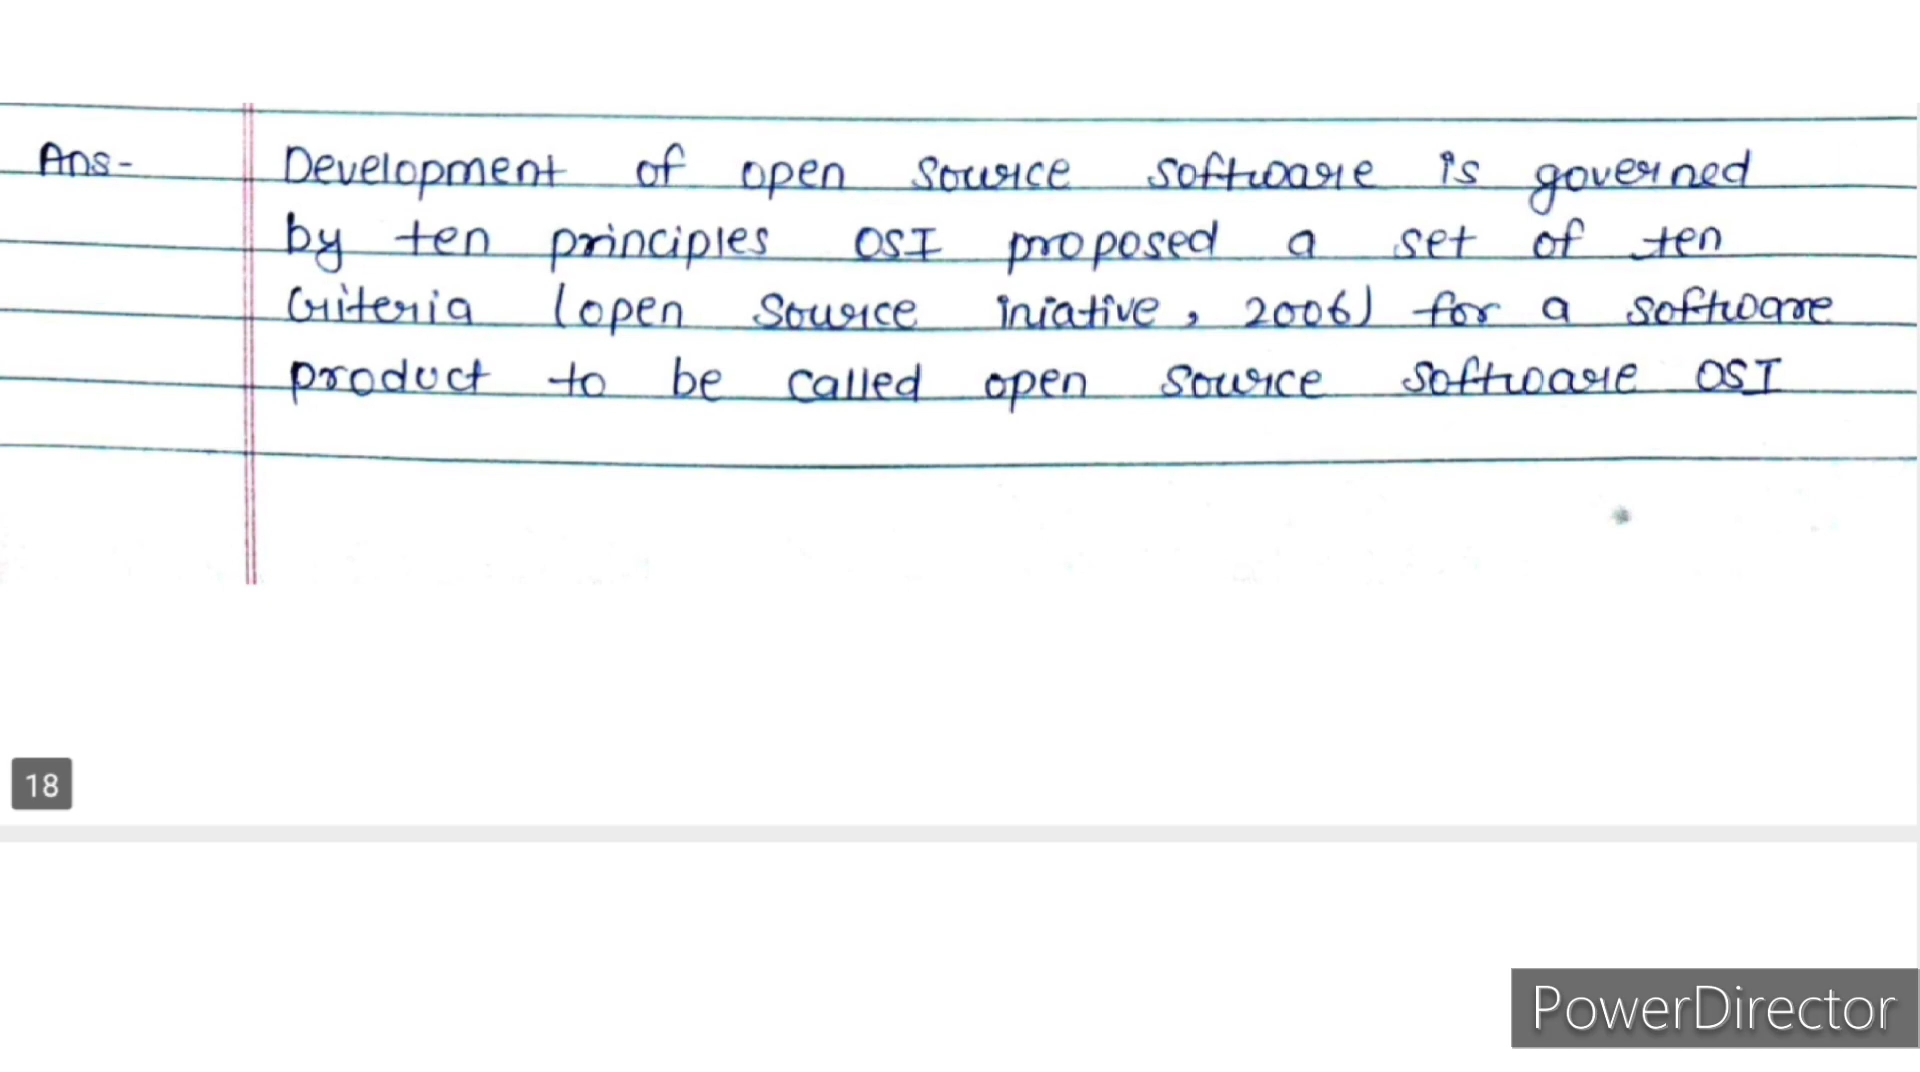 Ans- Development of open source software is governed
by ten principles OSI proposed a set of ten
Criteria (open source iniative, 2006) for a software
product to be called open source software OSI
18
PowerDirector